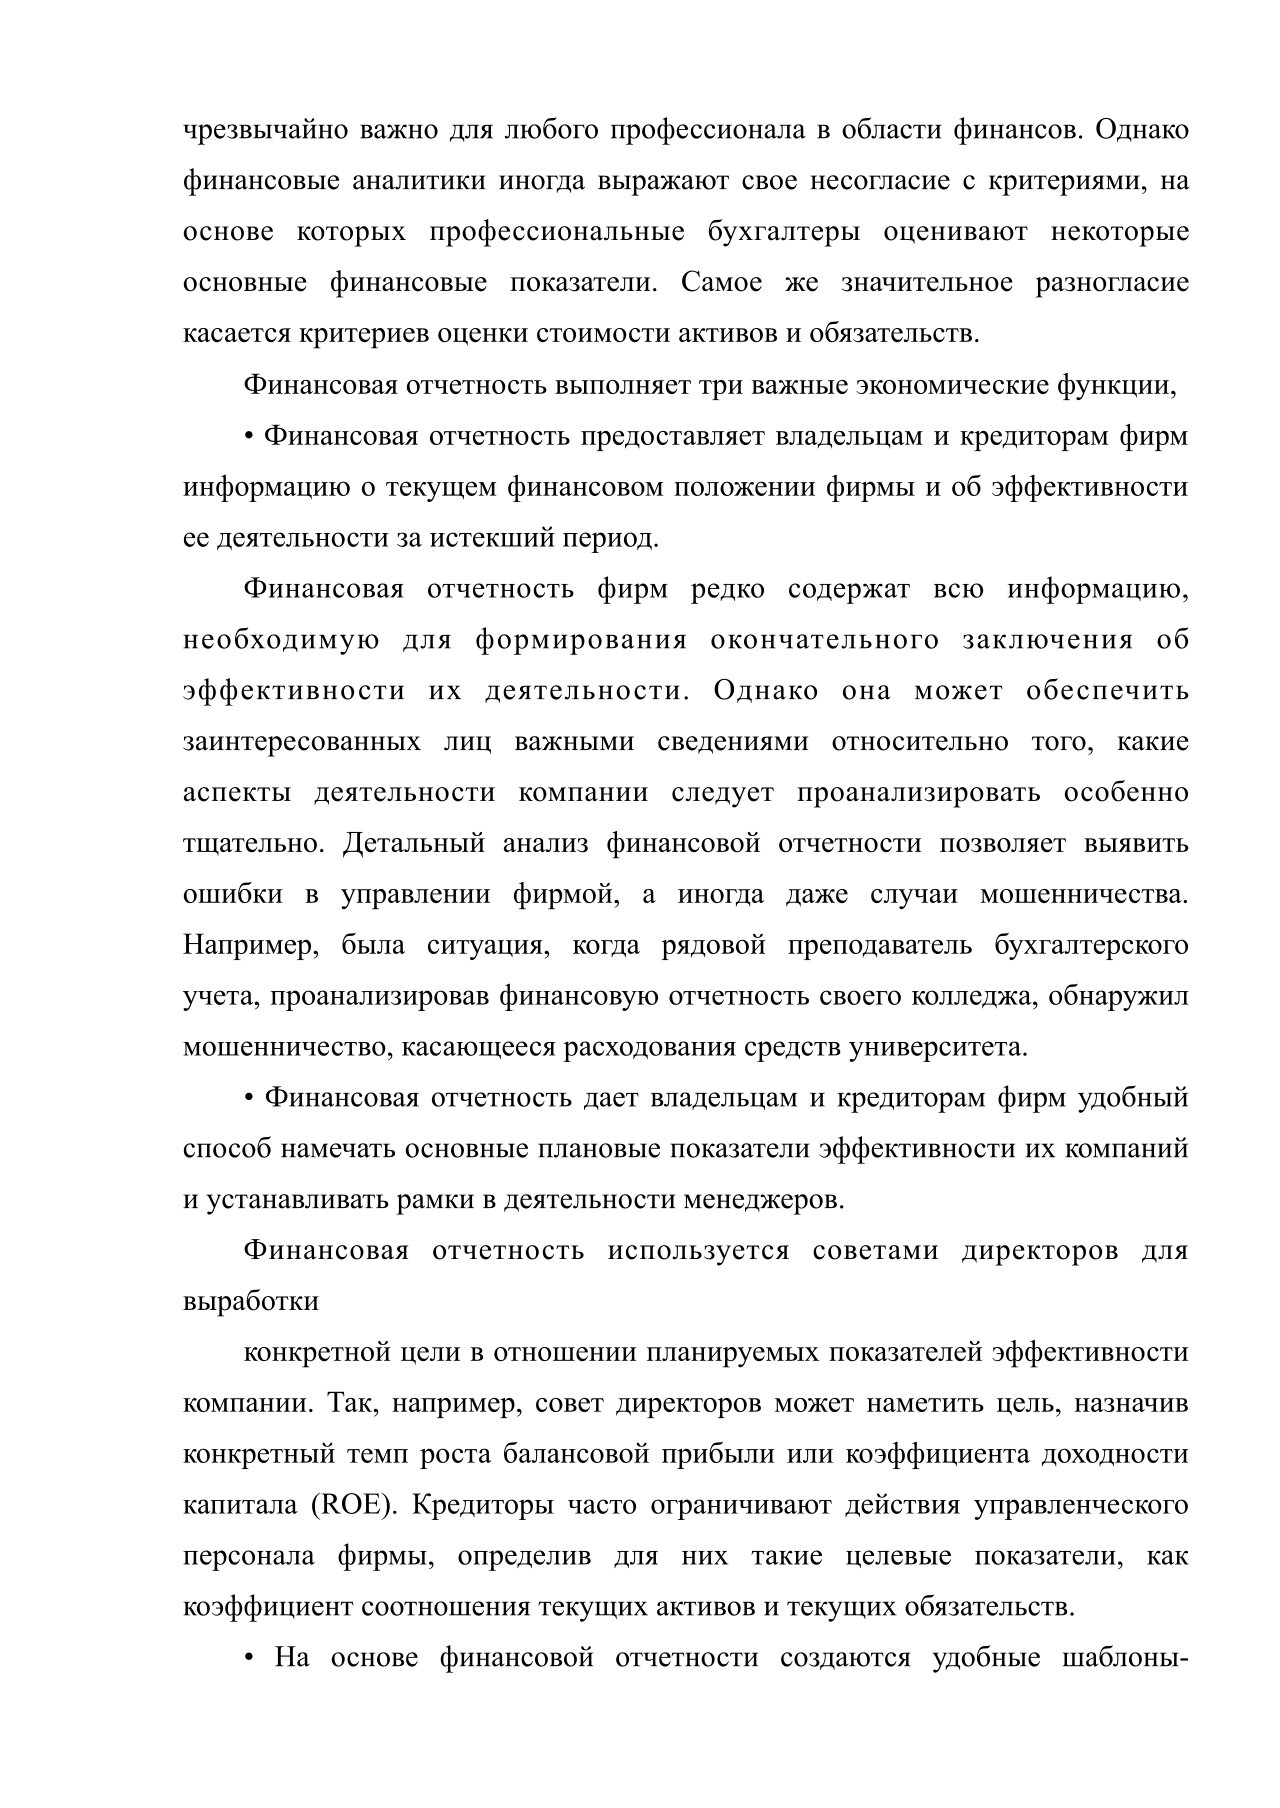 чрезвычайно важно для любого профессионала в области финансов. Однако
финансовые аналитики иногда выражают свое несогласие с критериями, на
основе которых профессиональные бухгалтеры оценивают некоторые
основные финансовые показатели. Самое же значительное разногласие
касается критериев оценки стоимости активов и обязательств.
Финансовая отчетность выполняет три важные экономические функции,
• Финансовая отчетность предоставляет владельцам и кредиторам фирм
информацию о текущем финансовом положении фирмы и об эффективности
ее деятельности за истекший период.
Финансовая отчетность фирм редко содержат всю информацию,
необходимую для формирования окончательного заключения об
эффективности их деятельности. Однако она может обеспечить
заинтересованных лиц важными сведениями относительно того, какие
аспекты деятельности компании следует проанализировать особенно
тщательно. Детальный анализ финансовой отчетности позволяет выявить
ошибки в управлении фирмой, а иногда даже случаи мошенничества.
Например, была ситуация, когда рядовой преподаватель бухгалтерского
учета, проанализировав финансовую отчетность своего колледжа, обнаружил
мошенничество, касающееся расходования средств университета.
• Финансовая отчетность дает владельцам и кредиторам фирм удобный
способ намечать основные плановые показатели эффективности их компаний
и устанавливать рамки в деятельности менеджеров.
Финансовая отчетность используется советами директоров для
выработки
конкретной цели в отношении планируемых показателей эффективности
компании. Так, например, совет директоров может наметить цель, назначив
конкретный темп роста балансовой прибыли или коэффициента доходности
капитала (ROE). Кредиторы часто ограничивают действия управленческого
персонала фирмы, определив для них такие целевые показатели, как
коэффициент соотношения текущих активов и текущих обязательств.
• На основе финансовой отчетности создаются удобные шаблоны-